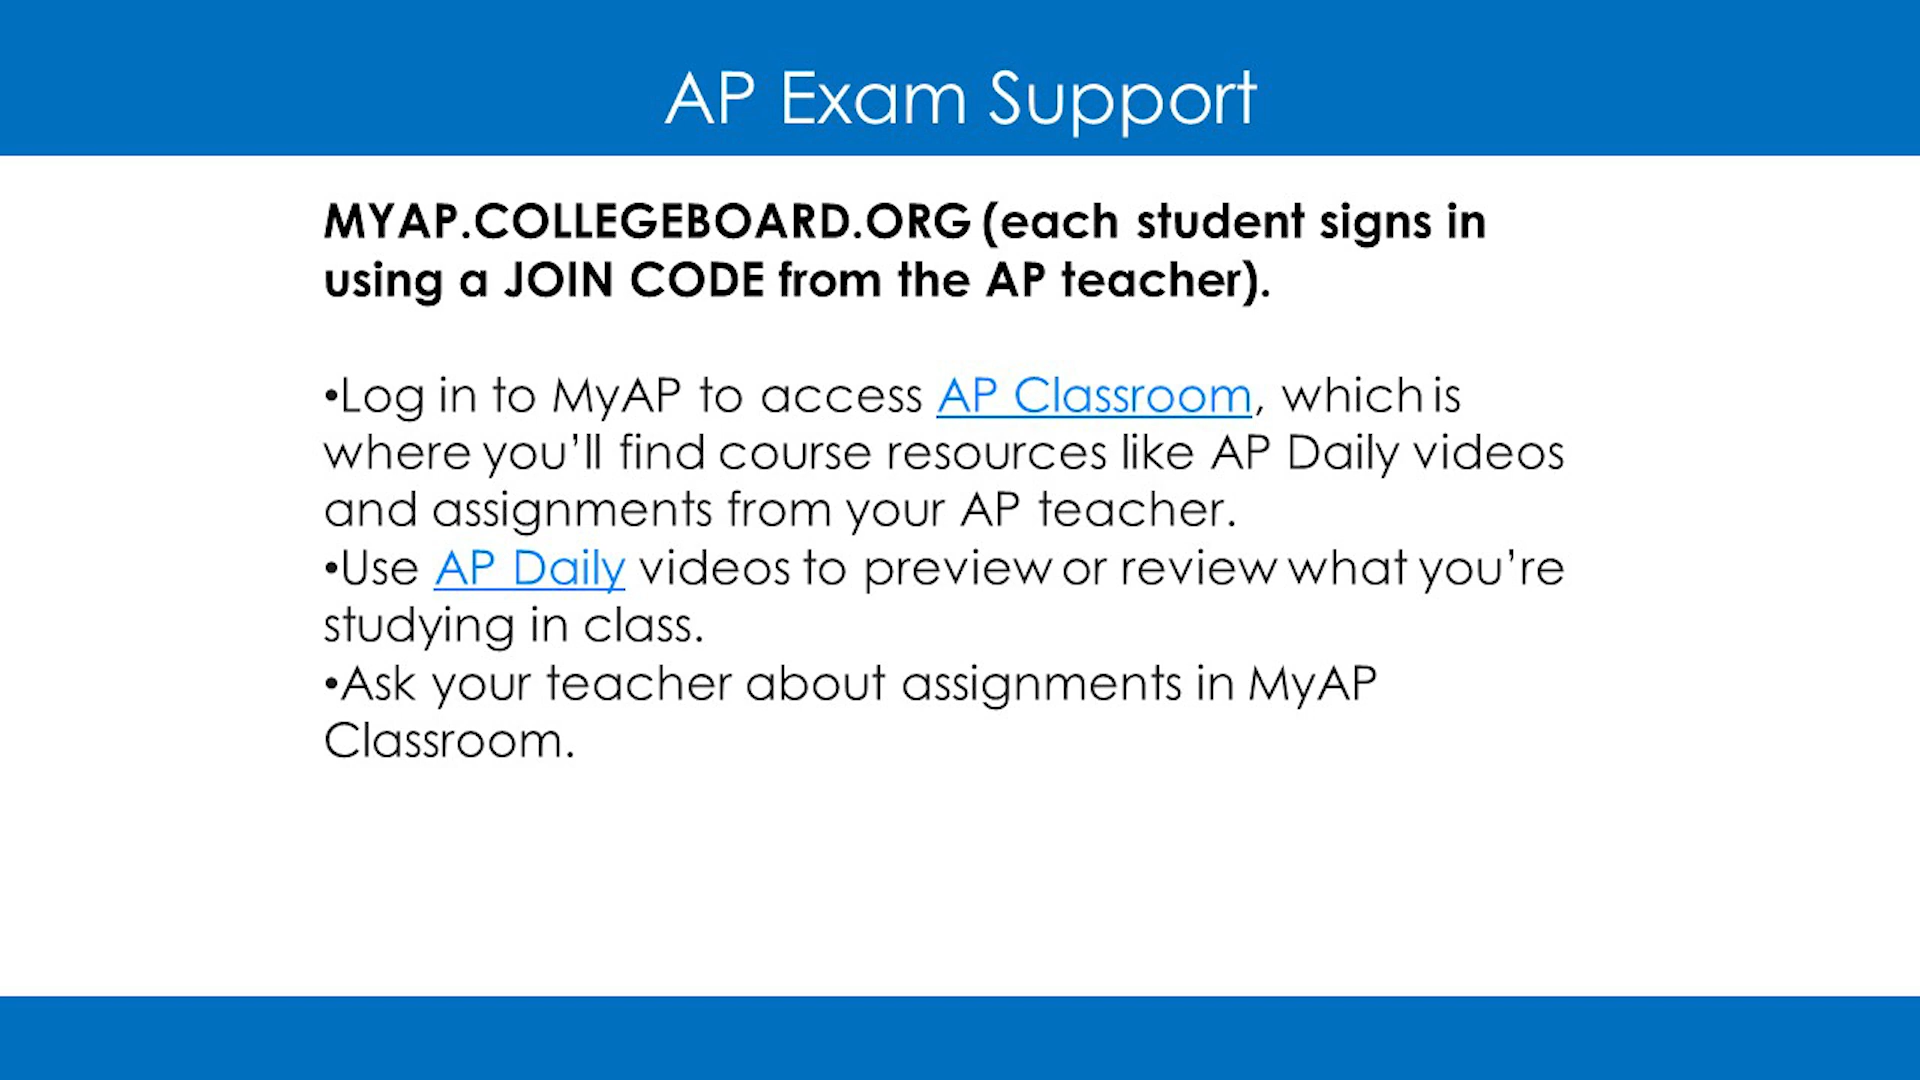 AP Exam Support
MYAP.COLLEGEBOARD.ORG (each student signs in
using a JOIN CODE from the AP teacher).
•Log in to MyAP to access AP Classroom, which is
where you’ll find course resources like AP Daily videos
and assignments from your AP teacher.
•Use AP Daily videos to preview or review what you’re
studying in class.
•Ask your teacher about assignments in MyAP
Classroom.